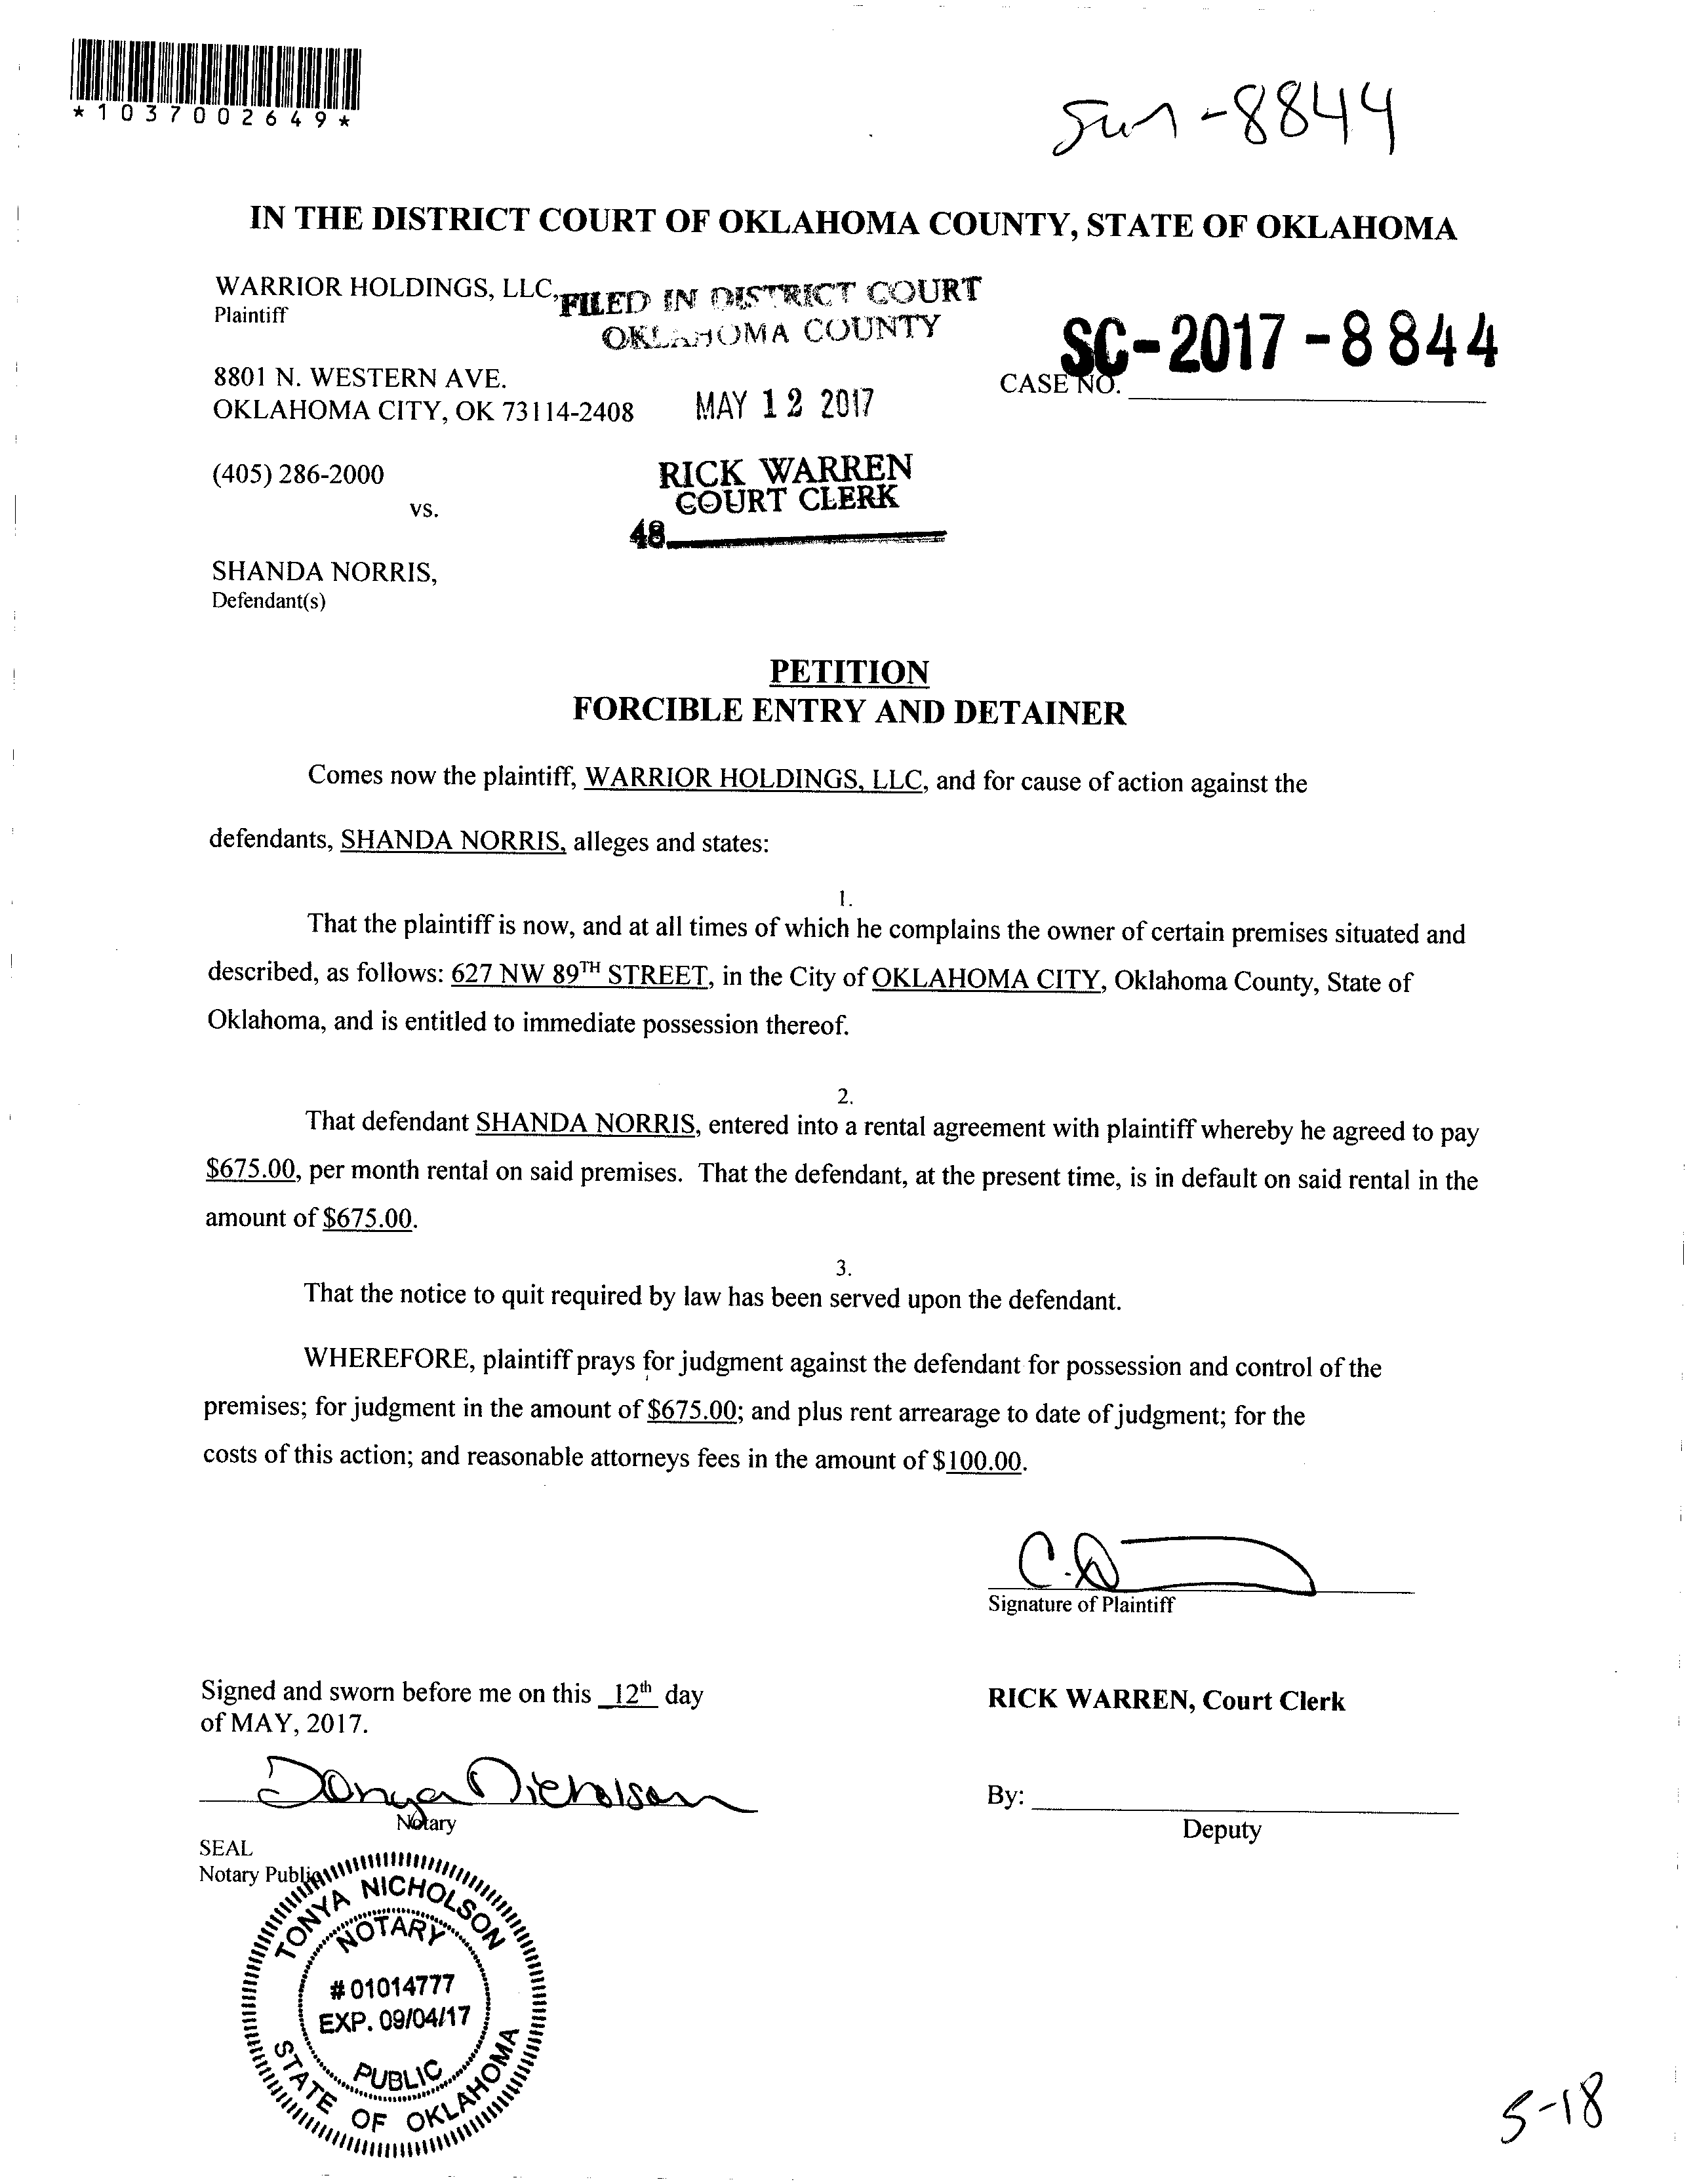 *1037002649*
Sun-8844
IN THE DISTRICT COURT OF OKLAHOMA COUNTY, STATE OF OKLAHOMA
WARRIOR HOLDINGS, LLC,
Plaintiff
FILED IN DISTRICT COURT
OKLAHOMA COUNTY
SC-2017-8844
CASE NO.
8801 N. WESTERN AVE.
OKLAHOMA CITY, OK 73114-2408
MAY 12 2017
(405) 286-2000
RICK WARREN
COURT CLERK
vs.
48
SHANDA NORRIS,
Defendant(s)
PETITION
FORCIBLE ENTRY AND DETAINER
Comes now the plaintiff, WARRIOR HOLDINGS, LLC, and for cause of action against the
defendants, SHANDA NORRIS, alleges and states:
1.
That the plaintiff is now, and at all times of which he complains the owner of certain premises situated and
described, as follows: 627 NW 89TH STREET, in the City of OKLAHOMA CITY, Oklahoma County, State of
Oklahoma, and is entitled to immediate possession thereof.
2.
That defendant SHANDA NORRIS, entered into a rental agreement with plaintiff whereby he agreed to pay
$675.00, per month rental on said premises. That the defendant, at the present time, is in default on said rental in the
amount of $675.00.
3.
That the notice to quit required by law has been served upon the defendant.
WHEREFORE, plaintiff prays for judgment against the defendant for possession and control of the
premises; for judgment in the amount of $675.00; and plus rent arrearage to date of judgment; for the
costs of this action; and reasonable attorneys fees in the amount of $100.00.
Signature of Plaintiff
Signed and sworn before me on this 12th day
of MAY, 2017.
RICK WARREN, Court Clerk
Tonya Nicholson
Notary
By:
Deputy
SEAL
Notary Public
TONYA NICHOLSON
NOTARY
#01014777
EXP. 09/04/17
PUBLIC
STATE OF OKLAHOMA
5-18